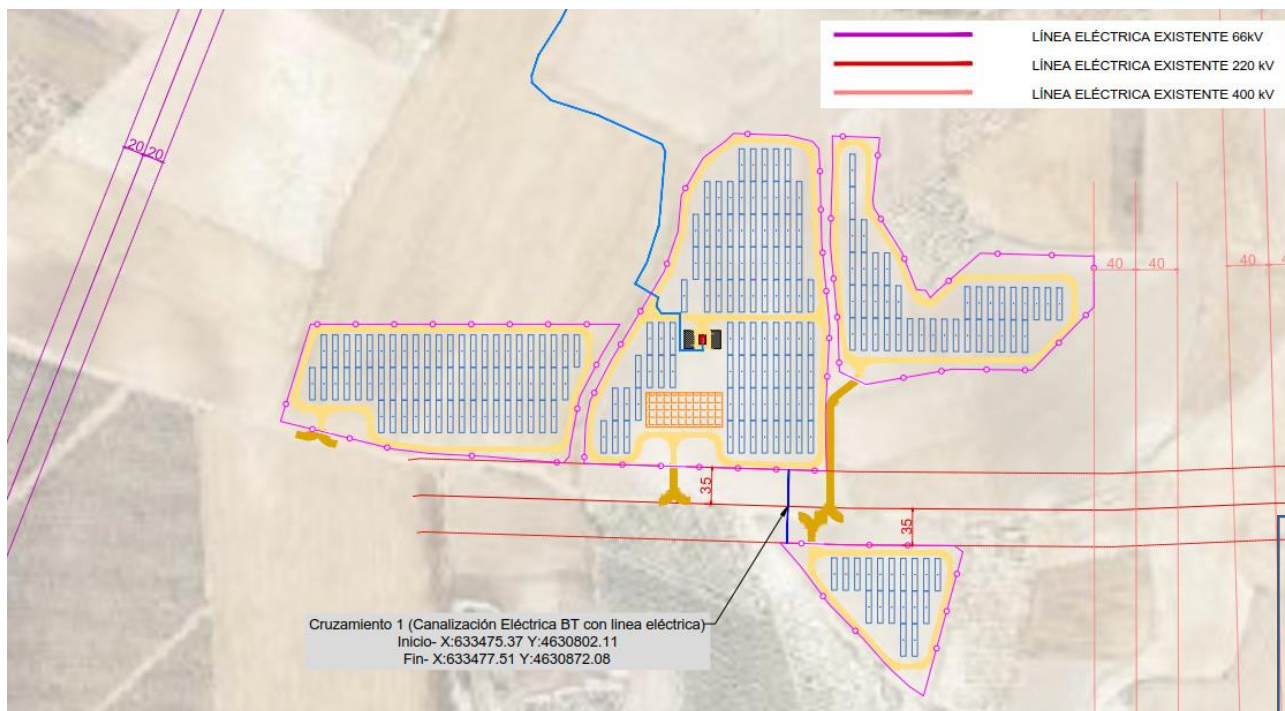 LÍNEA ELÉCTRICA EXISTENTE 66kV
LÍNEA ELÉCTRICA EXISTENTE 220 kV
LÍNEA ELÉCTRICA EXISTENTE 400 kV
20 20
40 40
40
35
35
Cruzamiento 1 (Canalización Eléctrica BT con linea eléctrica)
Inicio- X:633475.37 Y:4630802.11
Fin- X:633477.51 Y:4630872.08